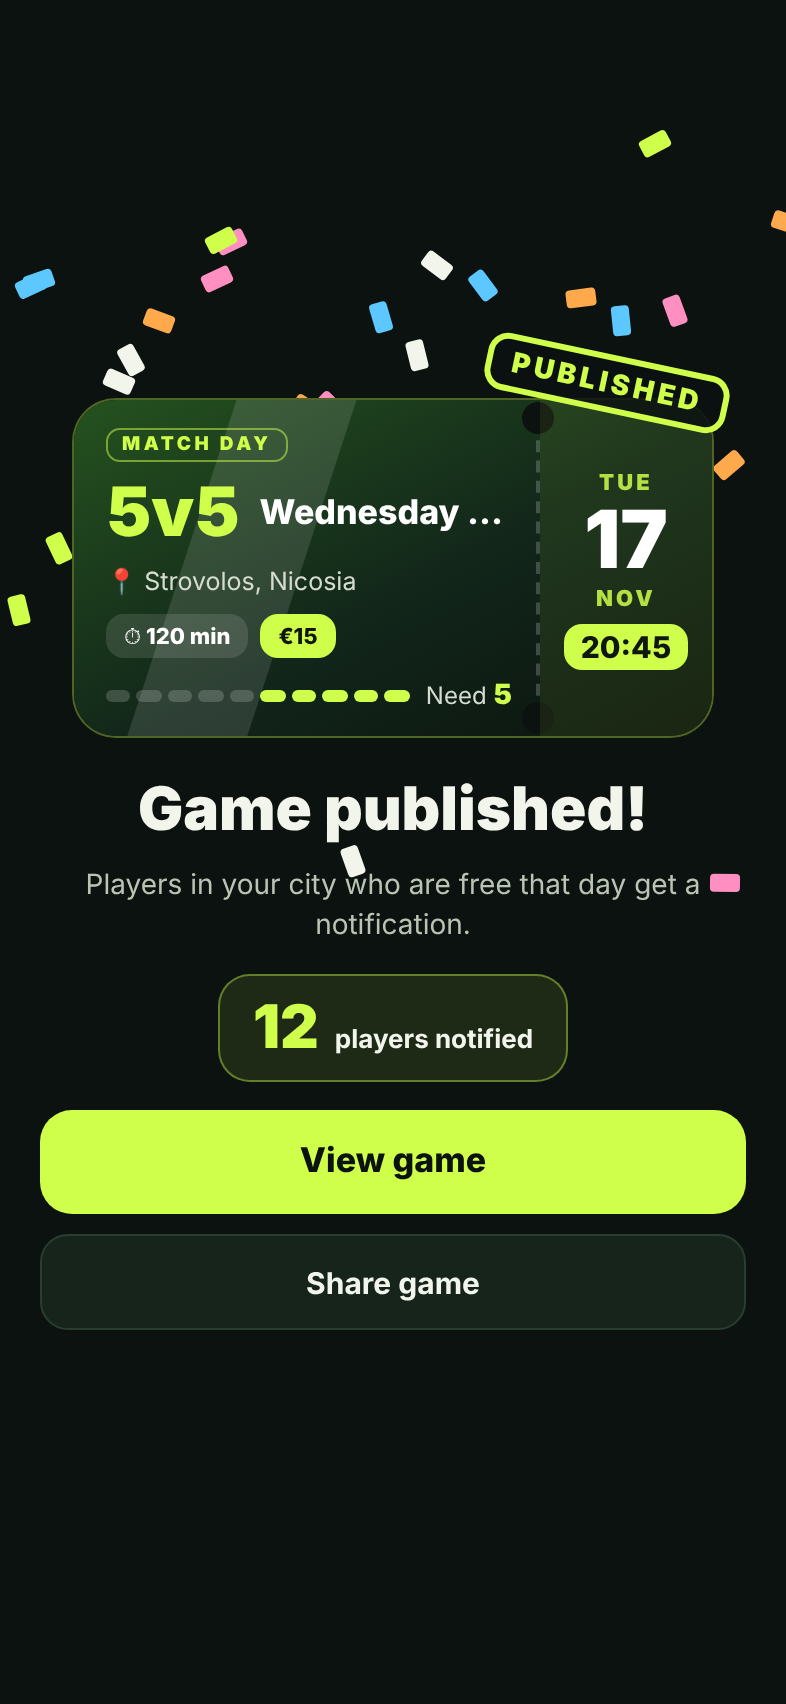 PUBLISHED
MATCH DAY
5v5 Wednesday ...
📍 Strovolos, Nicosia
⏱ 120 min €15
Need 5
TUE
17
NOV
20:45
Game published!
Players in your city who are free that day get a
notification.
12 players notified
View game
Share game